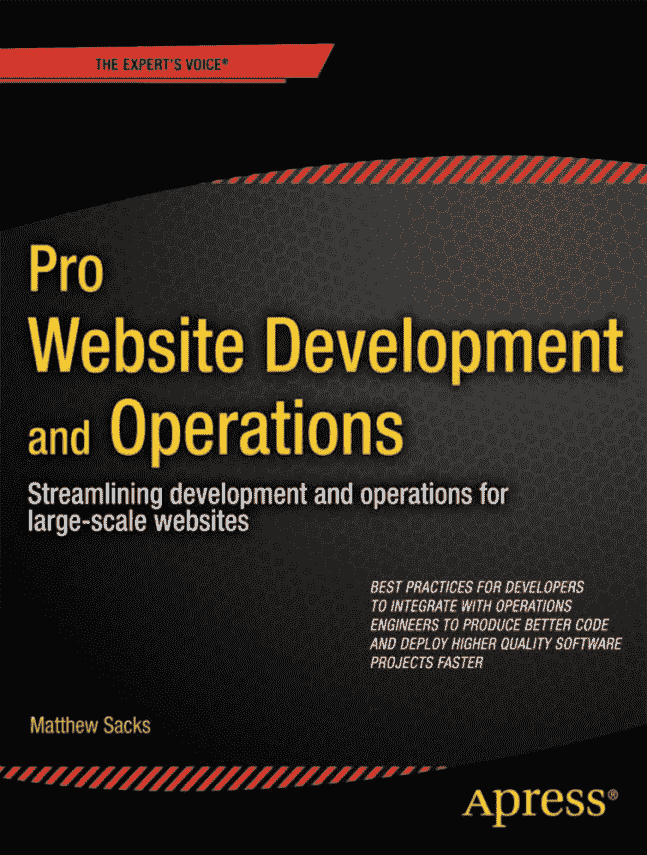 THE EXPERT'S VOICE®
Pro
Website Development
and Operations
Streamlining development and operations for
large-scale websites
BEST PRACTICES FOR DEVELOPERS
TO INTEGRATE WITH OPERATIONS
ENGINEERS TO PRODUCE BETTER CODE
AND DEPLOY HIGHER QUALITY SOFTWARE
PROJECTS FASTER
Matthew Sacks
Apress®